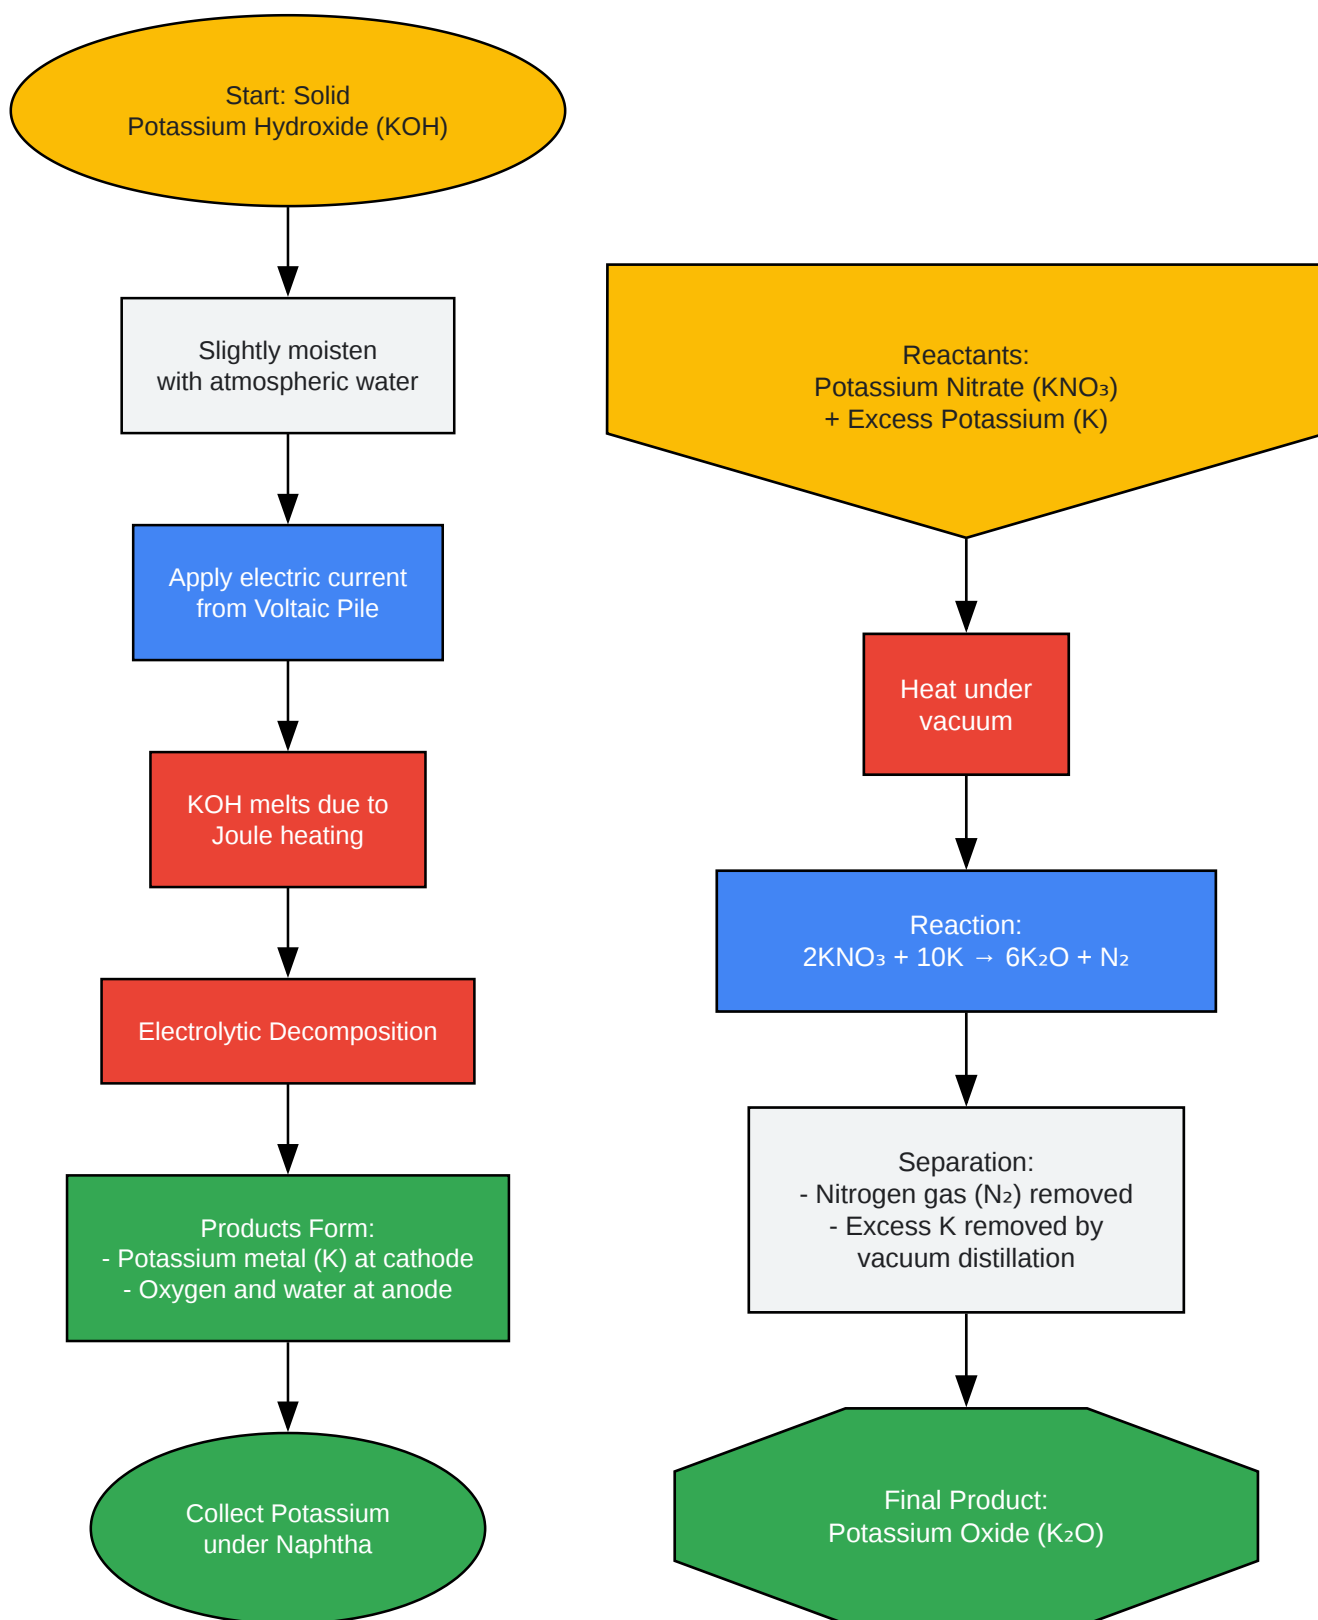 Start: Solid
Potassium Hydroxide (KOH)
Slightly moisten
with atmospheric water
Apply electric current
from Voltaic Pile
KOH melts due to
Joule heating
Electrolytic Decomposition
Products Form:
- Potassium metal (K) at cathode
- Oxygen and water at anode
Collect Potassium
under Naphtha
Reactants:
Potassium Nitrate (KNO₃)
+ Excess Potassium (K)
Heat under
vacuum
Reaction:
2KNO₃ + 10K → 6K₂O + N₂
Separation:
- Nitrogen gas (N₂) removed
- Excess K removed by
vacuum distillation
Final Product:
Potassium Oxide (K₂O)